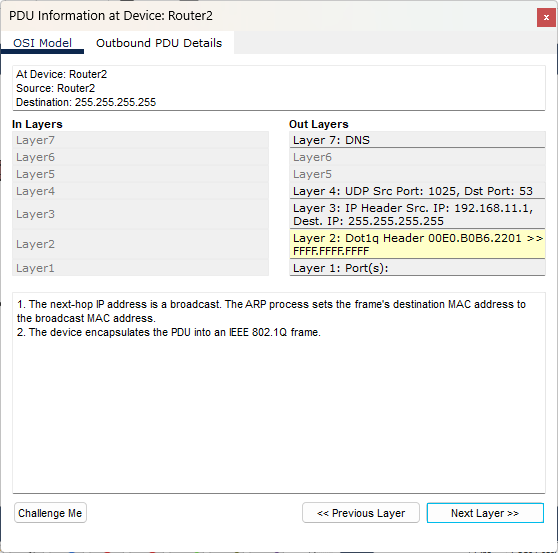 PDU Information at Device: Router2
x
OSI Model
Outbound PDU Details
At Device: Router2
Source: Router2
Destination: 255.255.255.255
In Layers
Layer7
Layer6
Layer5
Layer4
Layer3
Layer2
Layer1
Out Layers
Layer 7: DNS
Layer6
Layer5
Layer 4: UDP Src Port: 1025, Dst Port: 53
Layer 3: IP Header Src. IP: 192.168.11.1,
Dest. IP: 255.255.255.255
Layer 2: Dot1q Header 00E0.B0B6.2201 >>
FFFF.FFFF.FFFF
Layer 1: Port(s):
1. The next-hop IP address is a broadcast. The ARP process sets the frame's destination MAC address to
the broadcast MAC address.
2. The device encapsulates the PDU into an IEEE 802.1Q frame.
Challenge Me
<< Previous Layer
Next Layer >>